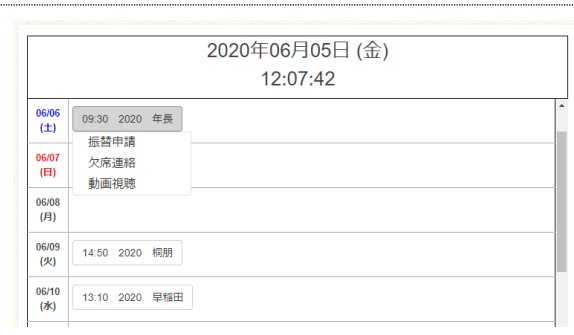 2020年06月05日 (金)
12:07:42
06/06
(土)
09:30 2020 年長
振替申請
欠席連絡
動画視聴
06/07
(日)
06/08
(月)
06/09
(火)
14:50 2020 桐朋
06/10
(水)
13:10 2020 早稲田